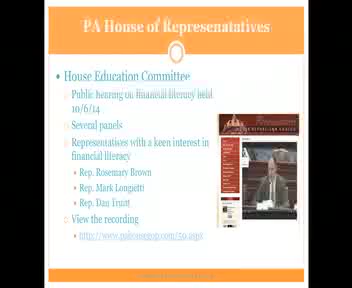 PA House of Represenatatives
House Education Committee
Public hearing on financial literacy held
10/6/14
Several panels
Representatives with a keen interest in
financial literacy
Rep. Rosemary Brown
Rep. Mark Longietti
Rep. Dan Truitt
View the recording